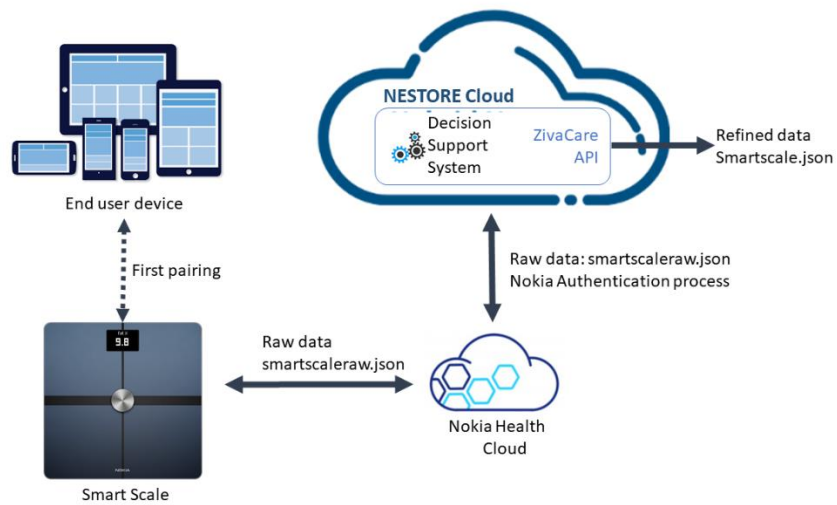 NESTORE Cloud
Decision
Support
System
ZivaCare
API
Refined data
Smartscale.json
End user device
First pairing
Raw data: smartscaleraw.json
Nokia Authentication process
9.8
Raw data
smartscaleraw.json
Nokia Health
Cloud
NOKIA
Smart Scale